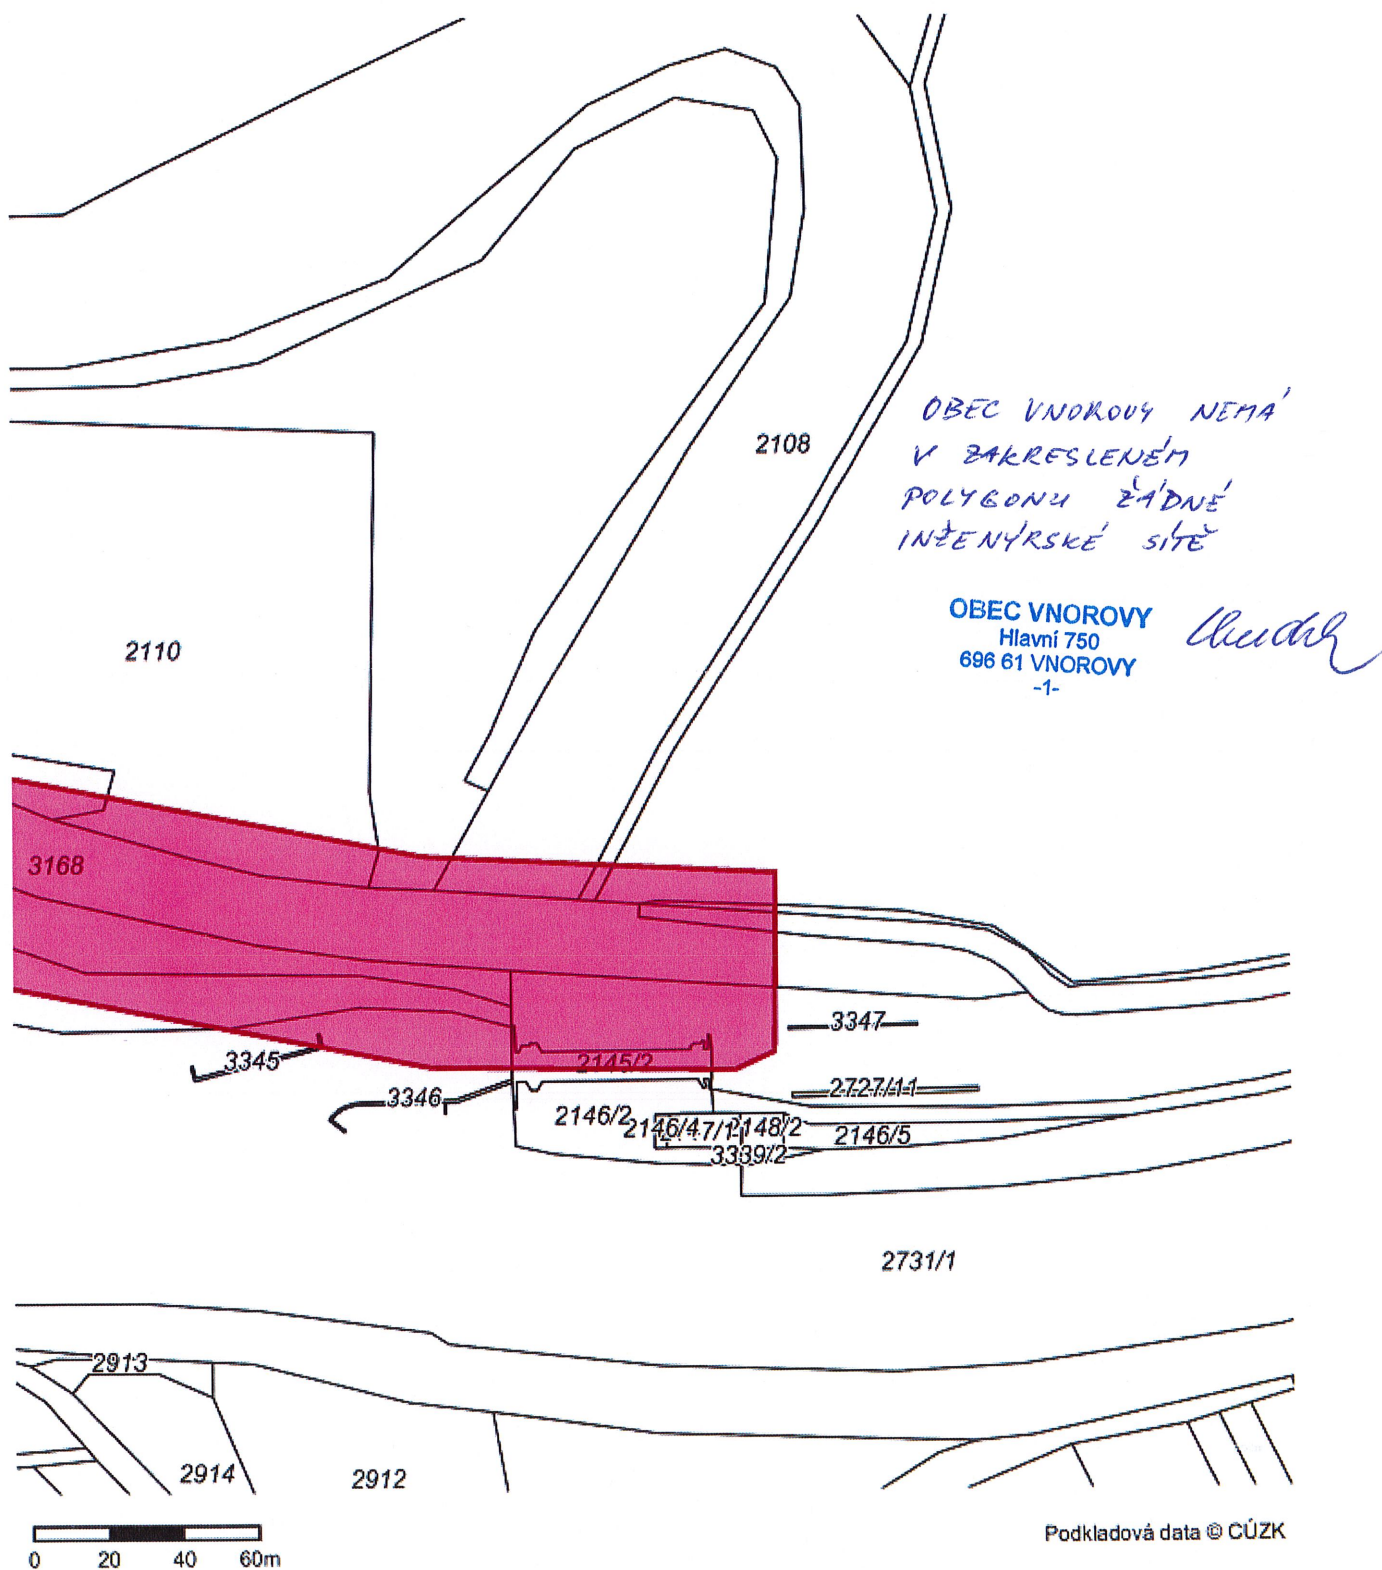 OBEC VNOROVY NEMÁ
V ZAKRESLENÉM
POLYGONU ŽÁDNÉ
INŽENÝRSKÉ SÍTĚ
2108
OBEC VNOROVY
Hlavní 750
696 61 VNOROVY
-1-
2110
3168
3347
3345
2145/2
2727/11
3346
2146/2
2146/4
47/1
2148/2
2146/5
3339/2
2731/1
2913
2914
2912
0 20 40 60m
Podkladová data © ČÚZK